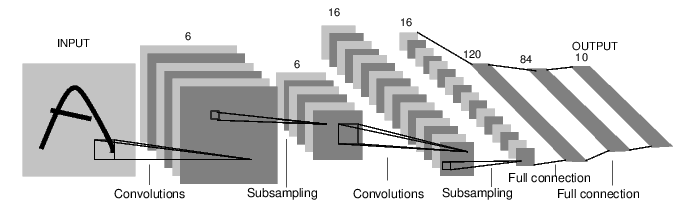 INPUT
6
6
16
16
120
84
OUTPUT
10
Convolutions
Subsampling
Convolutions
Subsampling
Full connection
Full connection